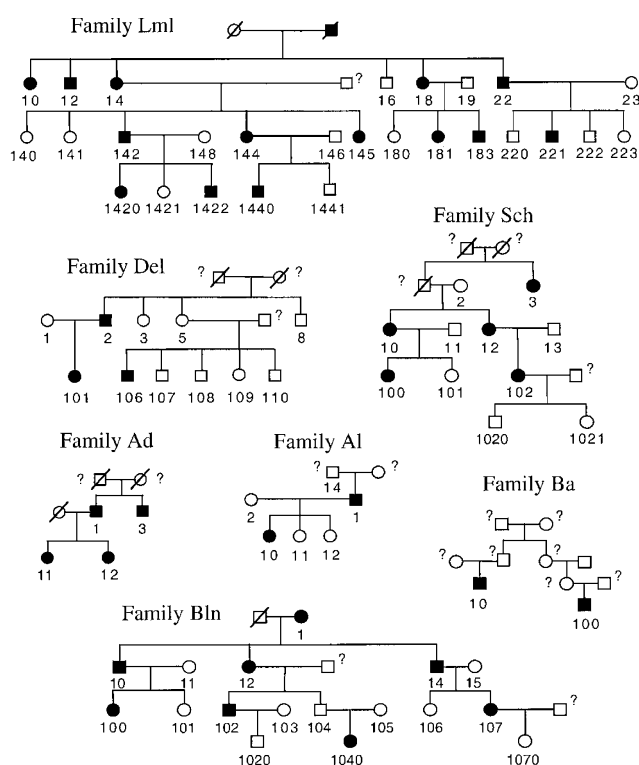 Family Lml
10 12 14 ? 16 18 19 22 23
140 141 142 148 144 146 145 180 181 183 220 221 222 223
1420 1421 1422 1440 1441
Family Sch
? ?
? 2 3
10 11 12 13
100 101 102 ?
1020 1021
Family Del
? ?
1 2 3 5 ? 8
101 106 107 108 109 110
Family Ad
? ?
1 3
11 12
Family Al
? 14 ?
2 1
10 11 12
Family Ba
? ?
? ? ?
10 ? ?
100
Family Bln
1
10 11 12 ? 14 15
100 101 102 103 104 105 106 107 ?
1020 1040 1070